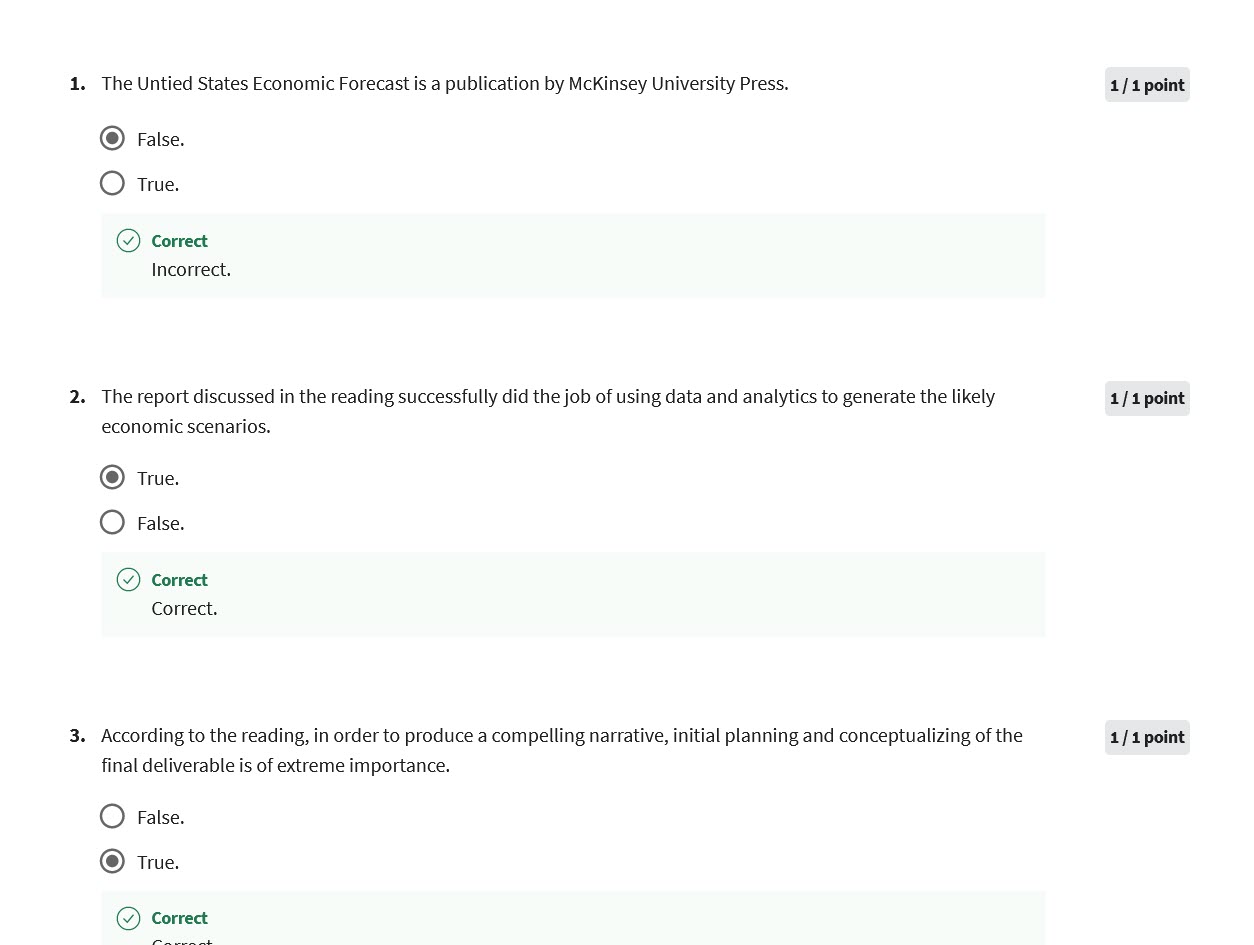 1. The Untied States Economic Forecast is a publication by McKinsey University Press.
1 / 1 point
False.
True.
Correct
Incorrect.
2. The report discussed in the reading successfully did the job of using data and analytics to generate the likely
economic scenarios.
1 / 1 point
True.
False.
Correct
Correct.
3. According to the reading, in order to produce a compelling narrative, initial planning and conceptualizing of the
final deliverable is of extreme importance.
1 / 1 point
False.
True.
Correct
Correct.